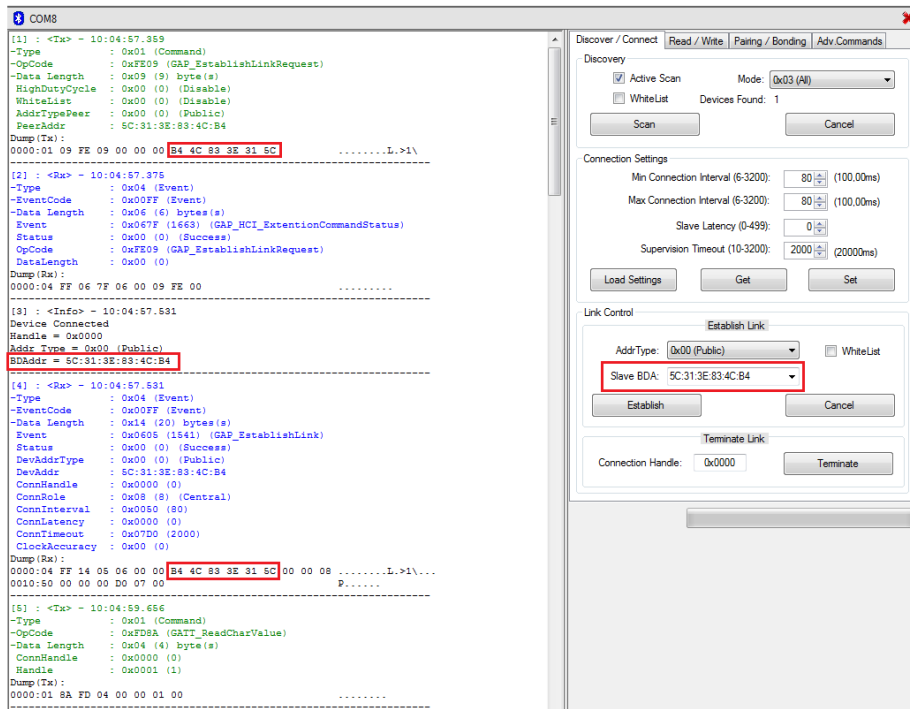 COM8
[1] : <Tx> - 10:04:57.359
-Type : 0x01 (Command)
-OpCode : 0xFE09 (GAP_EstablishLinkRequest)
-Data Length : 0x09 (9) byte(s)
HighDutyCycle : 0x00 (0) (Disable)
WhiteList : 0x00 (0) (Disable)
AddrTypePeer : 0x00 (0) (Public)
PeerAddr : 5C:31:3E:83:4C:B4
Dump(Tx):
0000:01 09 FE 09 00 00 00 B4 4C 83 3E 31 5C ........L.>1\
[2] : <Rx> - 10:04:57.375
-Type : 0x04 (Event)
-EventCode : 0x00FF (Event)
-Data Length : 0x06 (6) bytes(s)
Event : 0x067F (1663) (GAP_HCI_ExtentionCommandStatus)
Status : 0x00 (0) (Success)
OpCode : 0xFE09 (GAP_EstablishLinkRequest)
DataLength : 0x00 (0)
Dump(Rx):
0000:04 FF 06 7F 06 00 09 FE 00 .........
[3] : <Info> - 10:04:57.531
Device Connected
Handle = 0x0000
Addr Type = 0x00 (Public)
BDAddr = 5C:31:3E:83:4C:B4
[4] : <Rx> - 10:04:57.531
-Type : 0x04 (Event)
-EventCode : 0x00FF (Event)
-Data Length : 0x14 (20) bytes(s)
Event : 0x0605 (1541) (GAP_EstablishLink)
Status : 0x00 (0) (Success)
DevAddrType : 0x00 (0) (Public)
DevAddr : 5C:31:3E:83:4C:B4
ConnHandle : 0x0000 (0)
ConnRole : 0x08 (8) (Central)
ConnInterval : 0x0050 (80)
ConnLatency : 0x0000 (0)
ConnTimeout : 0x07D0 (2000)
ClockAccuracy : 0x00 (0)
Dump(Rx):
0000:04 FF 14 05 06 00 00 B4 4C 83 3E 31 5C 00 00 08 ........L.>1\...
0010:50 00 00 00 D0 07 00 P......
[5] : <Tx> - 10:04:59.656
-Type : 0x01 (Command)
-OpCode : 0xFD8A (GATT_ReadCharValue)
-Data Length : 0x04 (4) byte(s)
ConnHandle : 0x0000 (0)
Handle : 0x0001 (1)
Dump(Tx):
0000:01 8A FD 04 00 00 01 00 ........
Discover / Connect Read / Write Pairing / Bonding Adv.Commands
Discovery
Active Scan Mode: 0x03 (All)
WhiteList Devices Found: 1
Scan Cancel
Connection Settings
Min Connection Interval (6-3200): 80 (100,00ms)
Max Connection Interval (6-3200): 80 (100,00ms)
Slave Latency (0-499): 0
Supervision Timeout (10-3200): 2000 (20000ms)
Load Settings Get Set
Link Control
Establish Link
AddrType: 0x00 (Public) WhiteList
Slave BDA: 5C:31:3E:83:4C:B4
Establish Cancel
Terminate Link
Connection Handle: 0x0000 Terminate